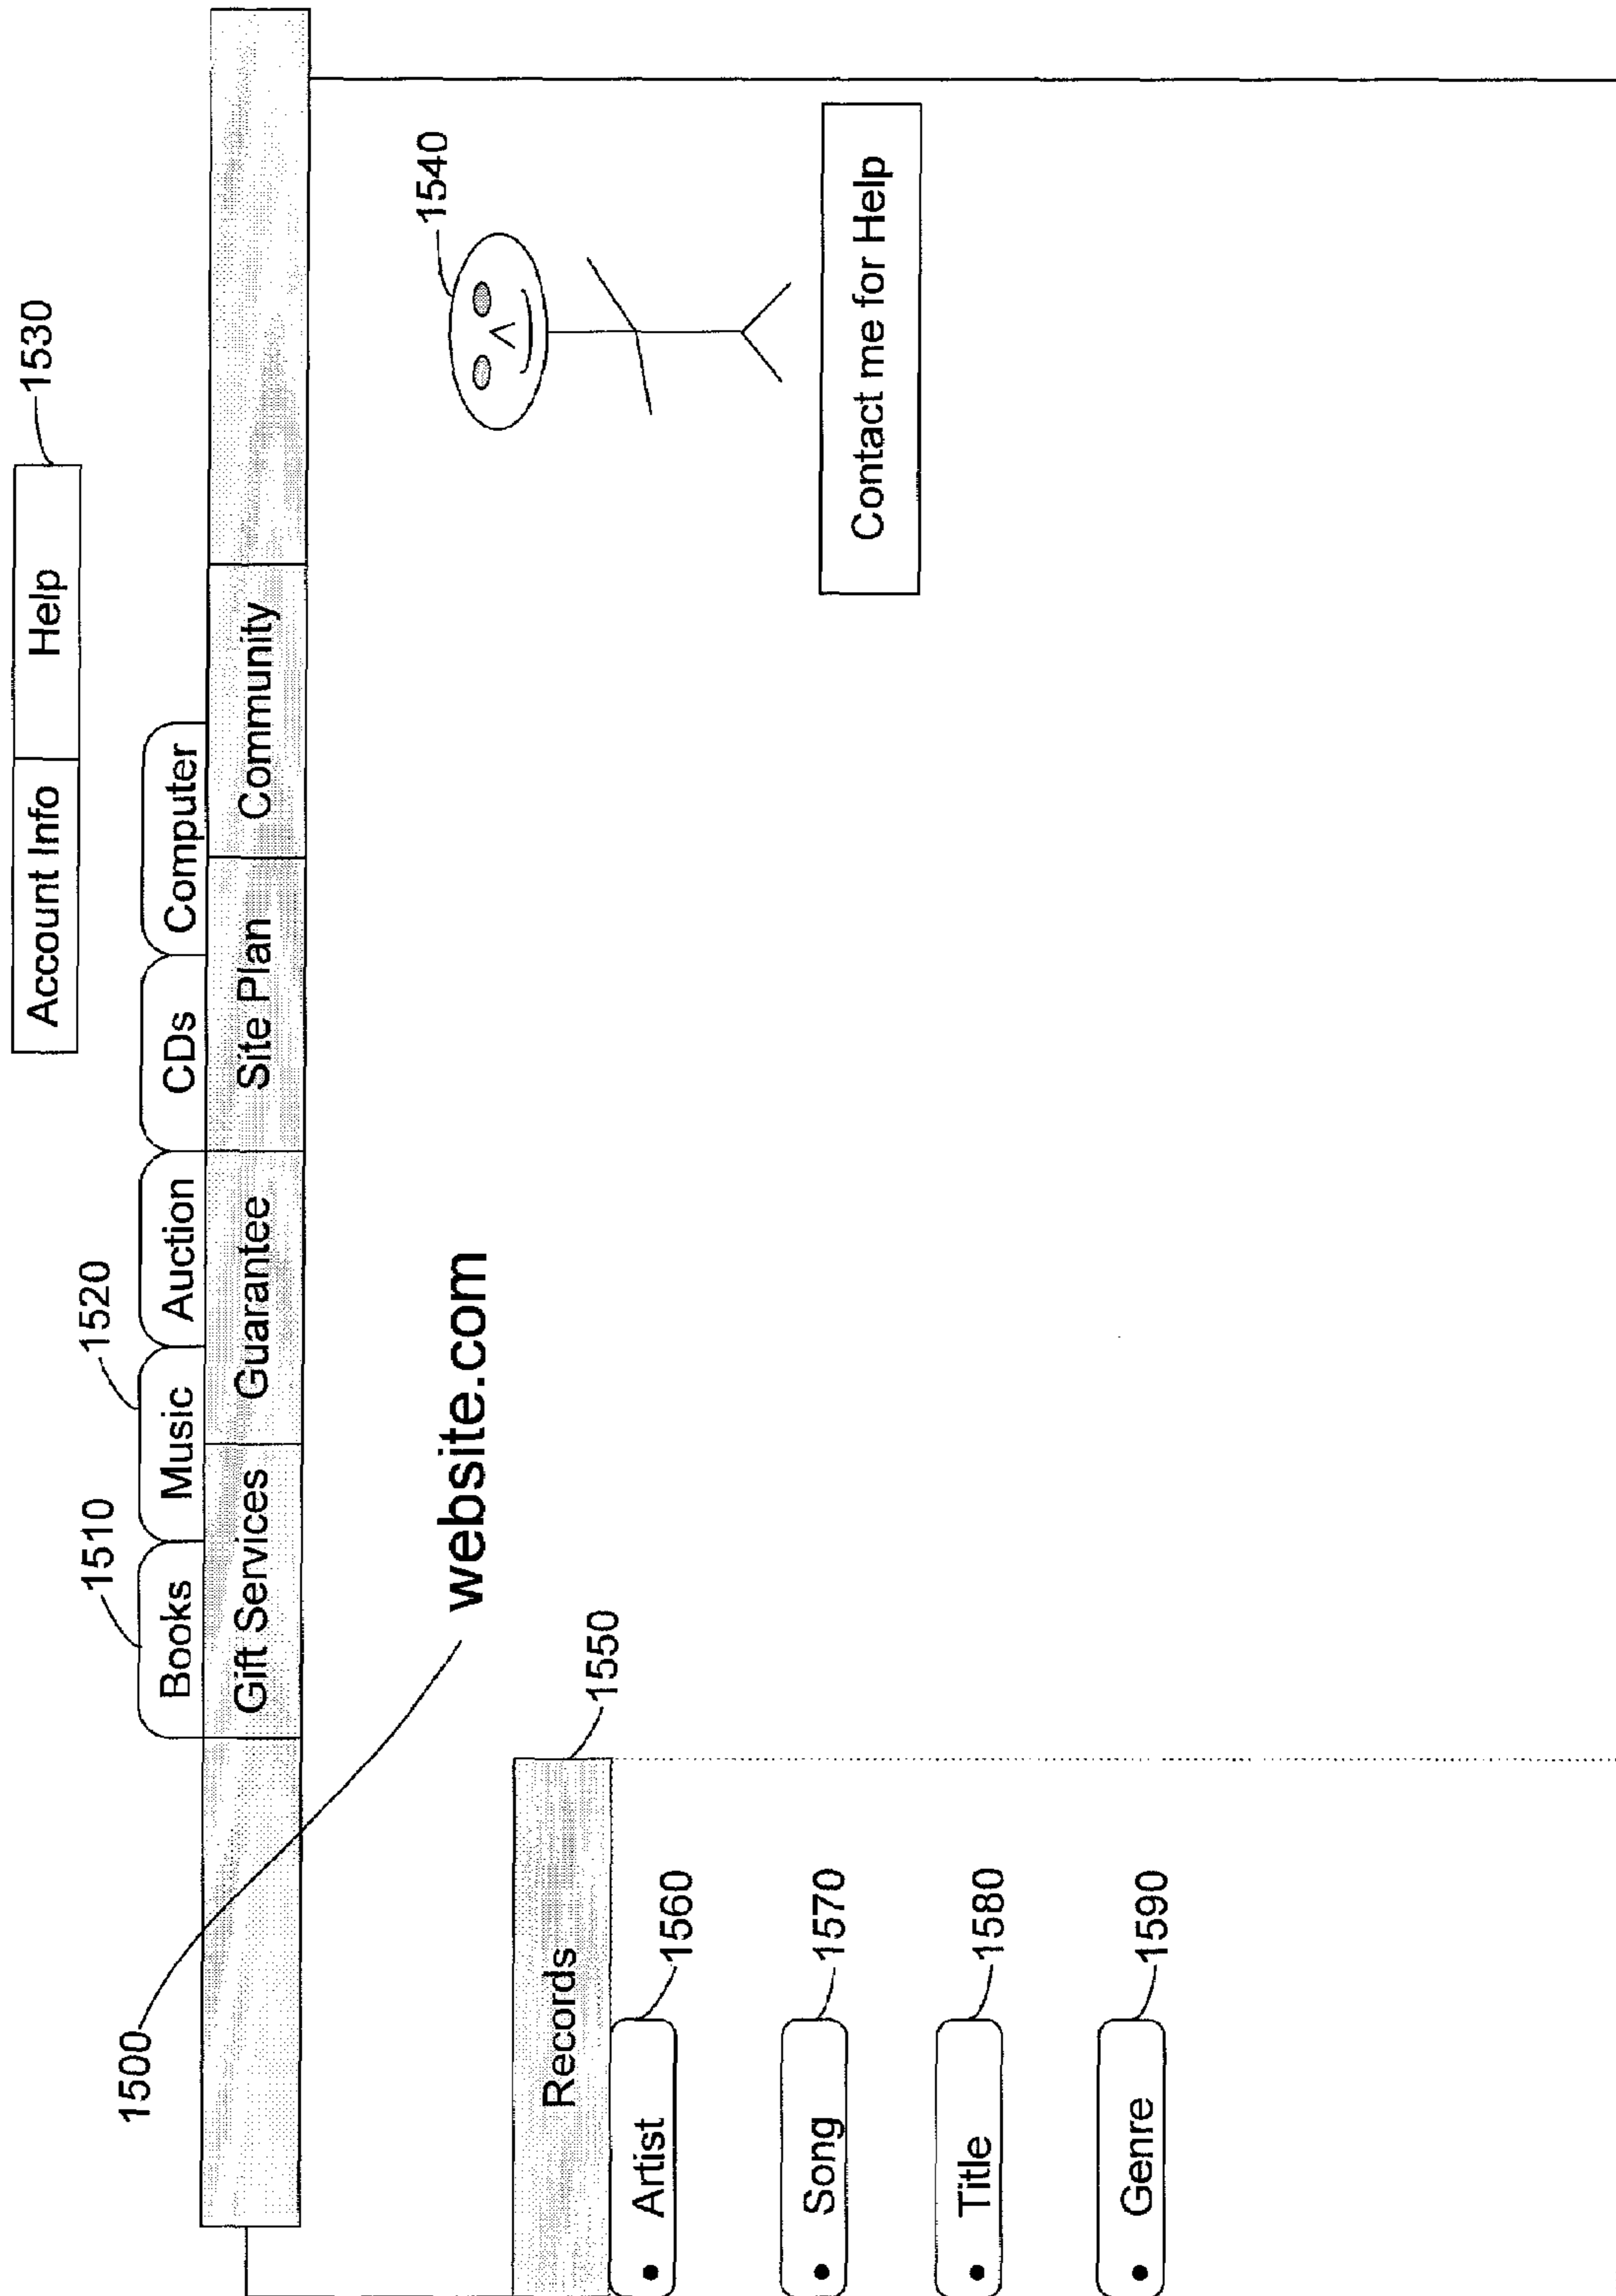 Account Info Help 1530
1500 1510 1520
Books Music Auction CDs Computer
Gift Services Guarantee Site Plan Community
1540
website.com
Records 1550
• Artist 1560
• Song 1570
• Title 1580
• Genre 1590
Contact me for Help